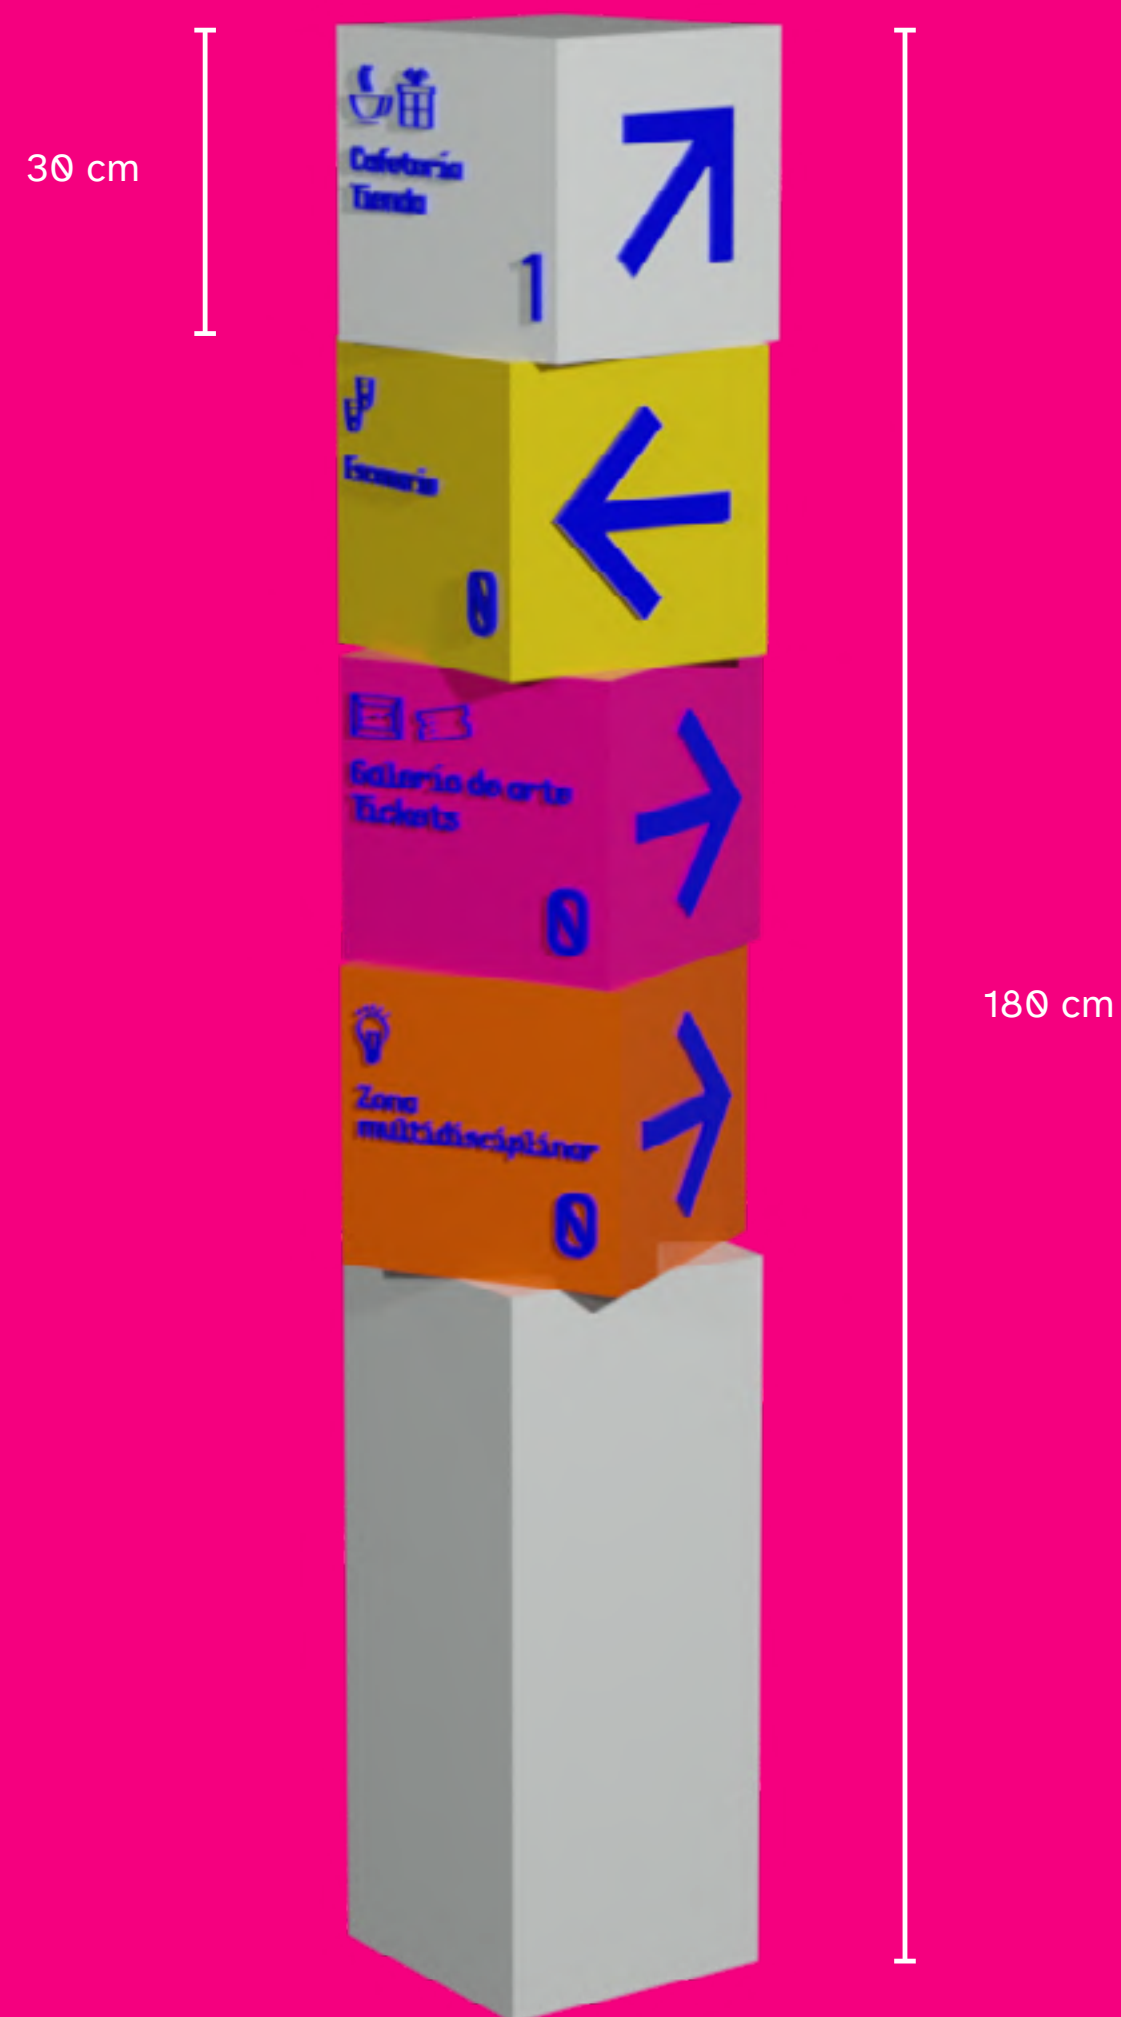 30 cm
Cafetería
Tienda
1
Escenario
0
Galería de arte
Tickets
0
180 cm
Zona
multidisciplinar
0